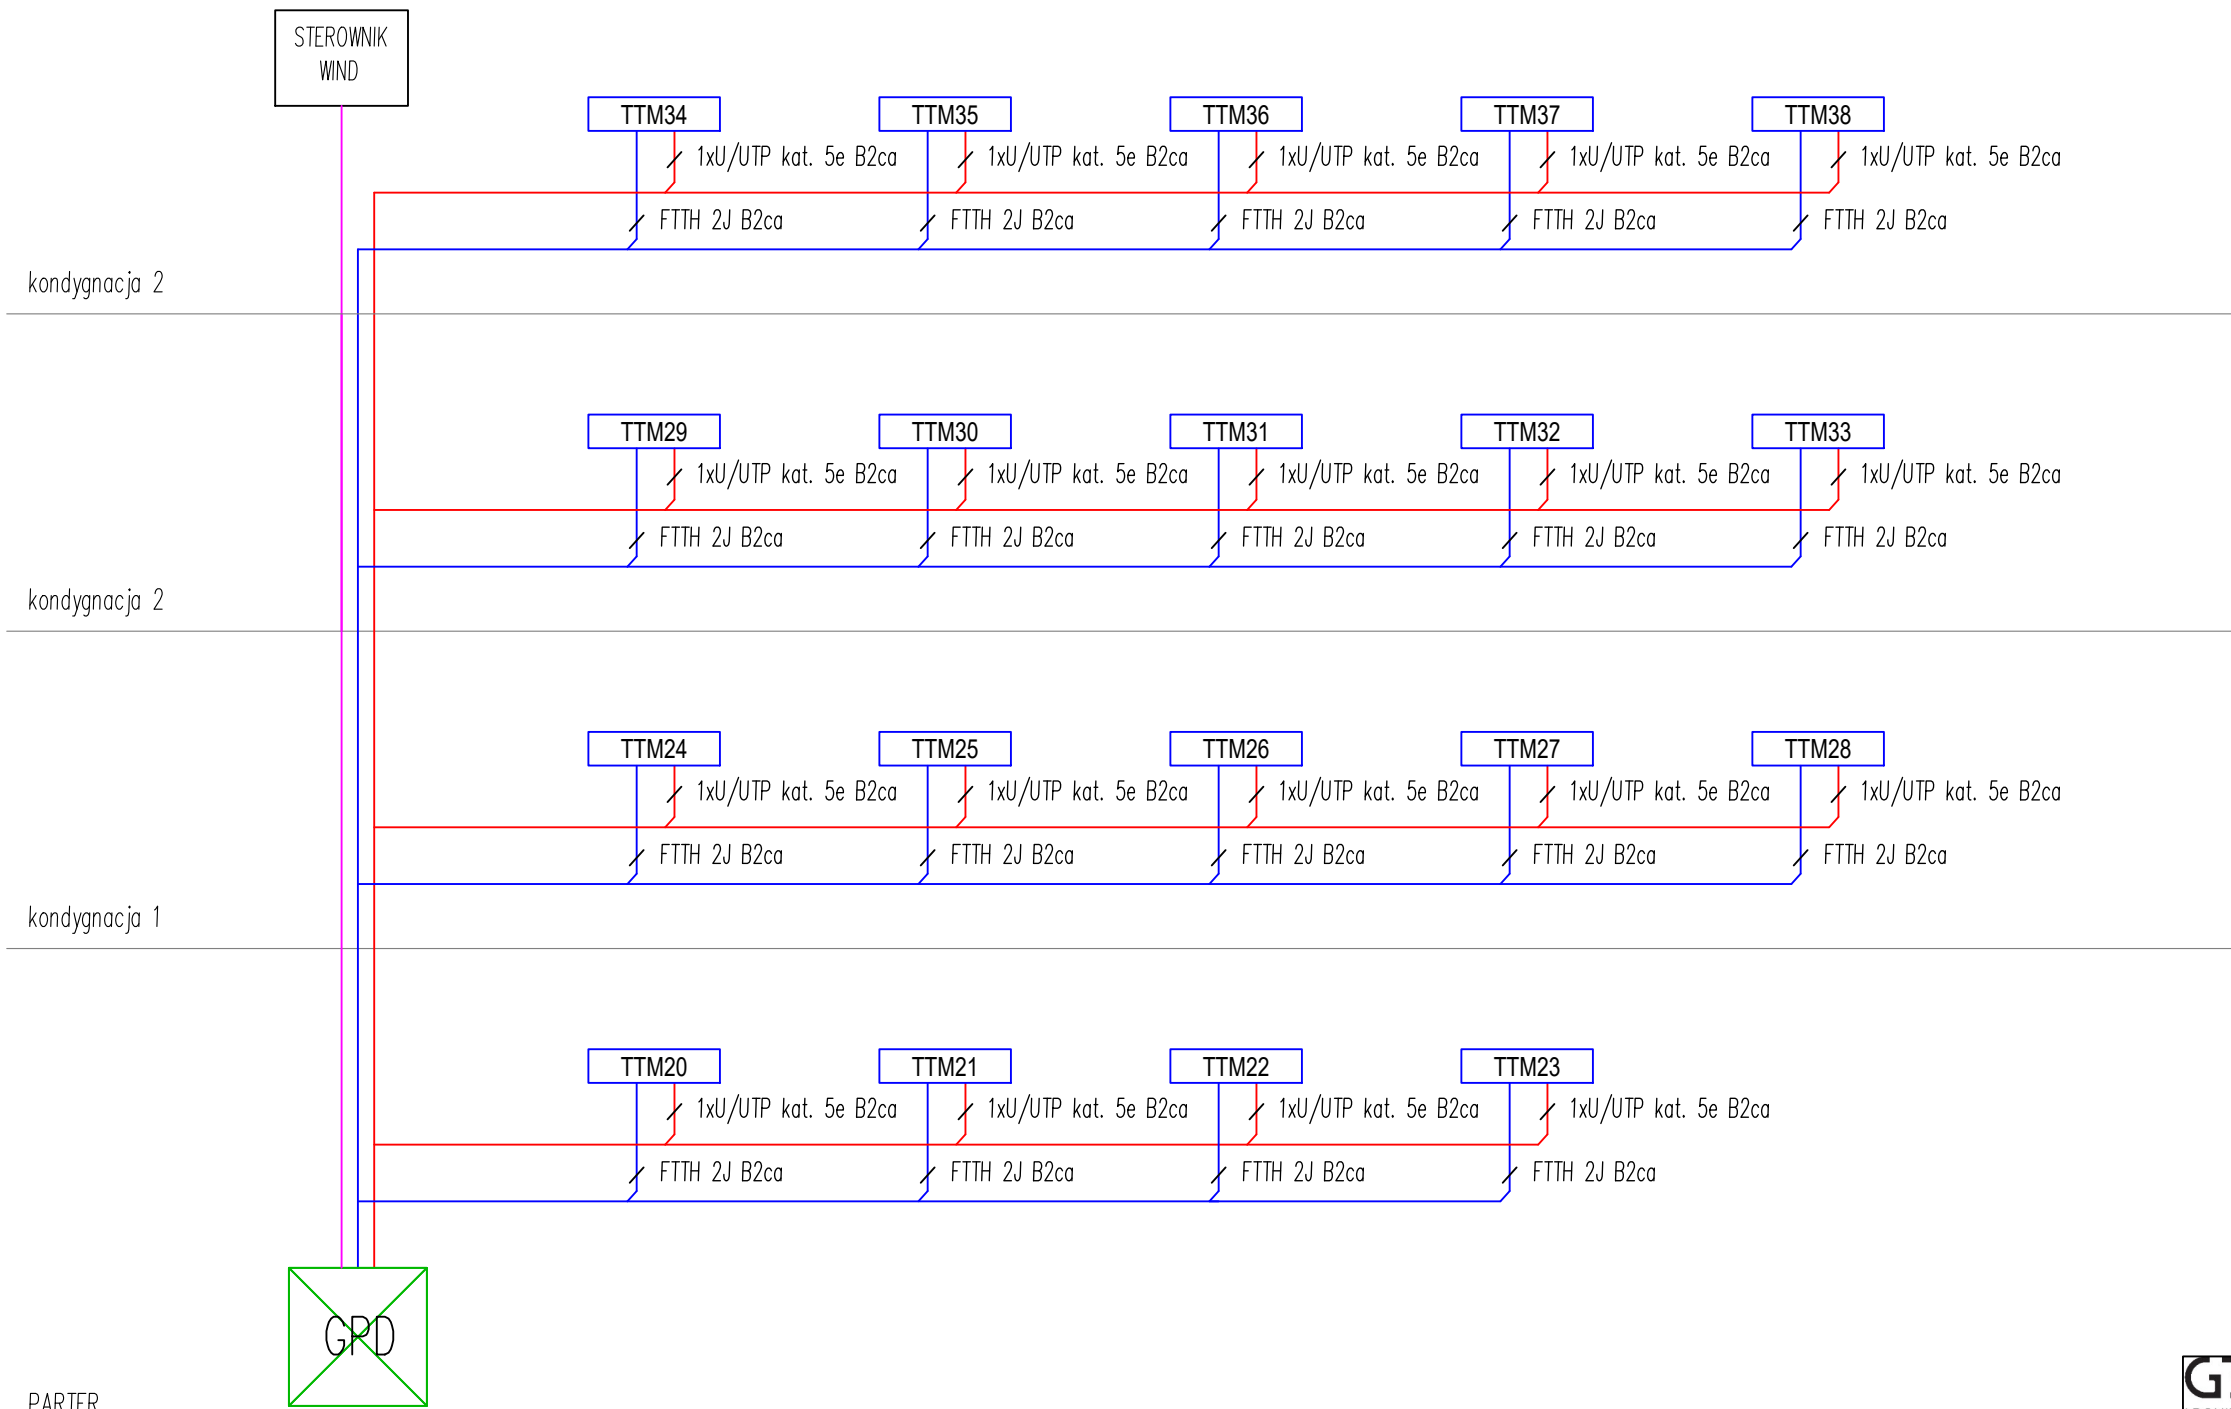 STEROWNIK
WIND
TTM34 TTM35 TTM36 TTM37 TTM38
1xU/UTP kat. 5e B2ca 1xU/UTP kat. 5e B2ca 1xU/UTP kat. 5e B2ca 1xU/UTP kat. 5e B2ca 1xU/UTP kat. 5e B2ca
FTTH 2J B2ca FTTH 2J B2ca FTTH 2J B2ca FTTH 2J B2ca FTTH 2J B2ca
kondygnacja 2
TTM29 TTM30 TTM31 TTM32 TTM33
1xU/UTP kat. 5e B2ca 1xU/UTP kat. 5e B2ca 1xU/UTP kat. 5e B2ca 1xU/UTP kat. 5e B2ca 1xU/UTP kat. 5e B2ca
FTTH 2J B2ca FTTH 2J B2ca FTTH 2J B2ca FTTH 2J B2ca FTTH 2J B2ca
kondygnacja 2
TTM24 TTM25 TTM26 TTM27 TTM28
1xU/UTP kat. 5e B2ca 1xU/UTP kat. 5e B2ca 1xU/UTP kat. 5e B2ca 1xU/UTP kat. 5e B2ca 1xU/UTP kat. 5e B2ca
FTTH 2J B2ca FTTH 2J B2ca FTTH 2J B2ca FTTH 2J B2ca FTTH 2J B2ca
kondygnacja 1
TTM20 TTM21 TTM22 TTM23
1xU/UTP kat. 5e B2ca 1xU/UTP kat. 5e B2ca 1xU/UTP kat. 5e B2ca 1xU/UTP kat. 5e B2ca
FTTH 2J B2ca FTTH 2J B2ca FTTH 2J B2ca FTTH 2J B2ca
GPD
PARTER